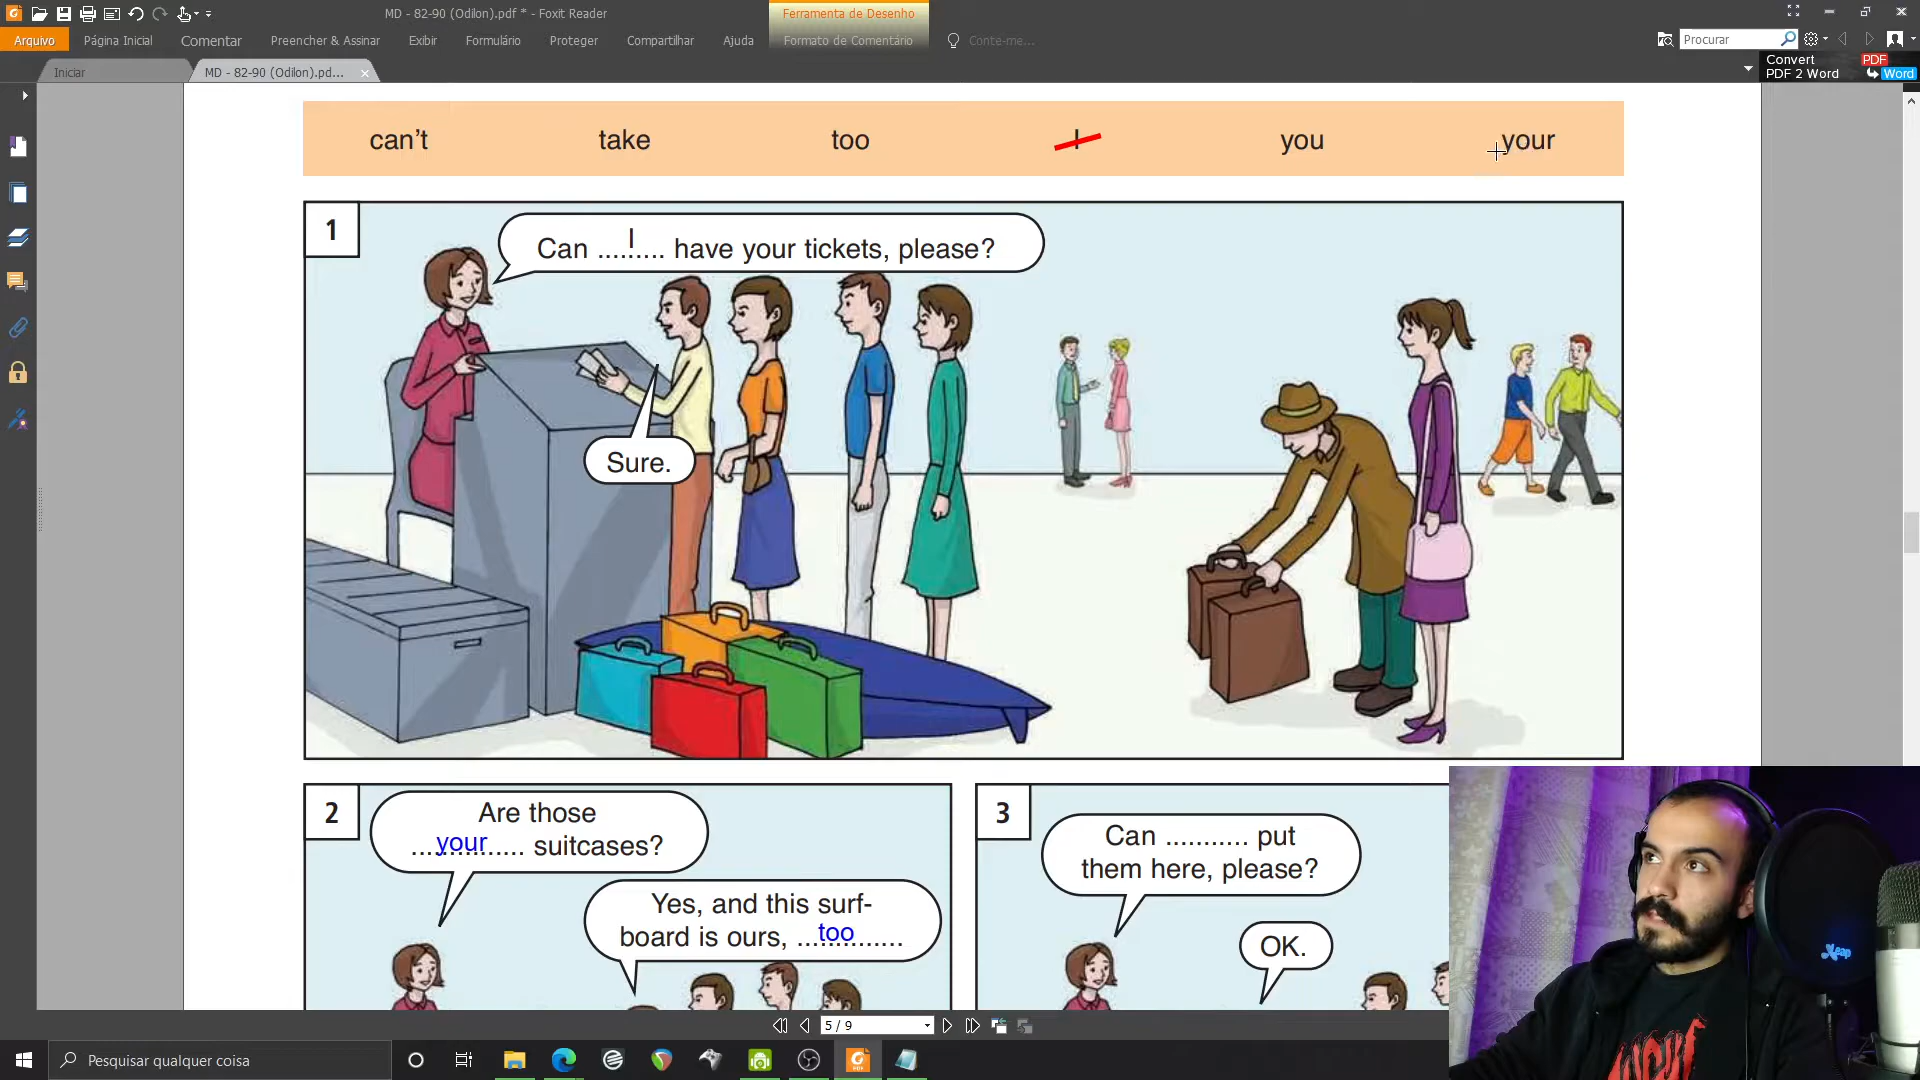 MD - 82-90 (Odilon).pdf * - Foxit Reader
Ferramenta de Desenho
Arquivo
Página Inicial
Comentar
Preencher & Assinar
Exibir
Formulário
Proteger
Compartilhar
Ajuda
Formato de Comentário
Conte-me...
Procurar
Iniciar
MD - 82-90 (Odilon).pd...
Convert
PDF 2 Word
PDF
Word
can't take too I you your
1
Can ....I.... have your tickets, please?
Sure.
2
Are those
....your.... suitcases?
Yes, and this surf-
board is ours, ....too....
3
Can ........... put
them here, please?
OK.
5 / 9
Pesquisar qualquer coisa